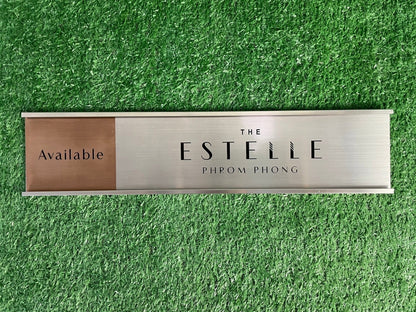 Available
THE
ESTELLE
PHROM PHONG